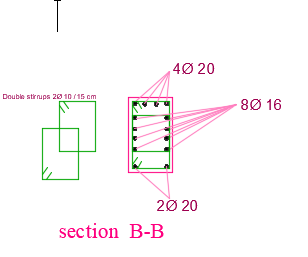 4Ø 20
Double stirrups 2Ø 10 / 15 cm
8Ø 16
2Ø 20
section B-B